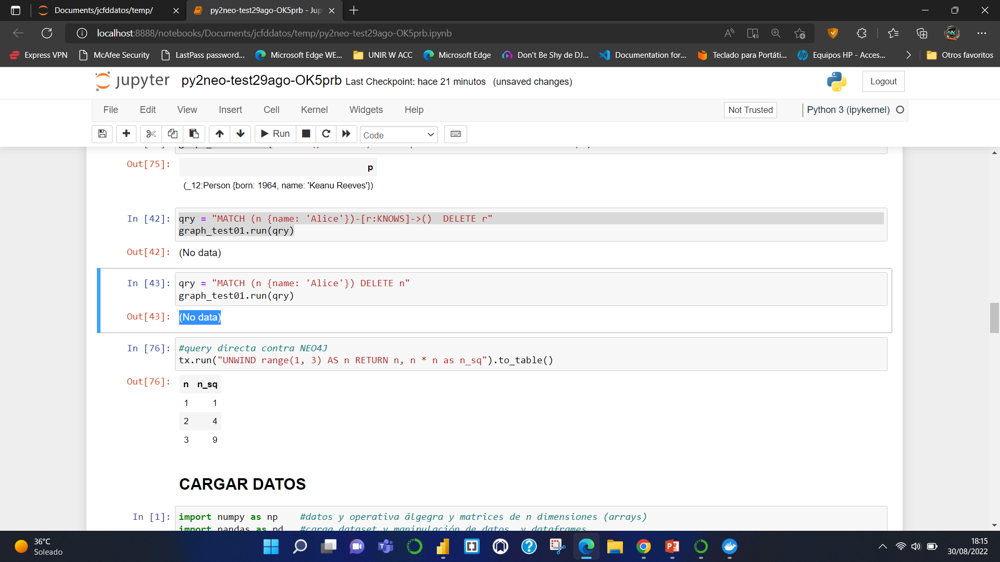 Documents/jcfddatos/temp/
py2neo-test29ago-OK5prb - Jup
localhost:8888/notebooks/Documents/jcfddatos/temp/py2neo-test29ago-OK5prb.ipynb
Express VPN
McAfee Security
LastPass password...
Microsoft Edge WE...
UNIR W ACC
Microsoft Edge
Don't Be Shy de DJ...
Documentation for...
Teclado para Portáti...
Equipos HP - Acces...
Otros favoritos
jupyter py2neo-test29ago-OK5prb Last Checkpoint: hace 21 minutos (unsaved changes)
Logout
File Edit View Insert Cell Kernel Widgets Help
Not Trusted
Python 3 (ipykernel)
Run
Code
Out[75]:
p
(_12:Person {born: 1964, name: 'Keanu Reeves'})
In [42]: qry = "MATCH (n {name: 'Alice'})-[r:KNOWS]->()  DELETE r"
graph_test01.run(qry)
Out[42]: (No data)
In [43]: qry = "MATCH (n {name: 'Alice'}) DELETE n"
graph_test01.run(qry)
Out[43]: (No data)
In [76]: #query directa contra NEO4J
tx.run("UNWIND range(1, 3) AS n RETURN n, n * n as n_sq").to_table()
Out[76]:
n n_sq
1 1
2 4
3 9
CARGAR DATOS
In [1]: import numpy as np    #datos y operativa álgegra y matrices de n dimensiones (arrays)
import pandas as pd   #carga dataset y manipulación de datos  y dataframes
36°C
Soleado
18:15
30/08/2022